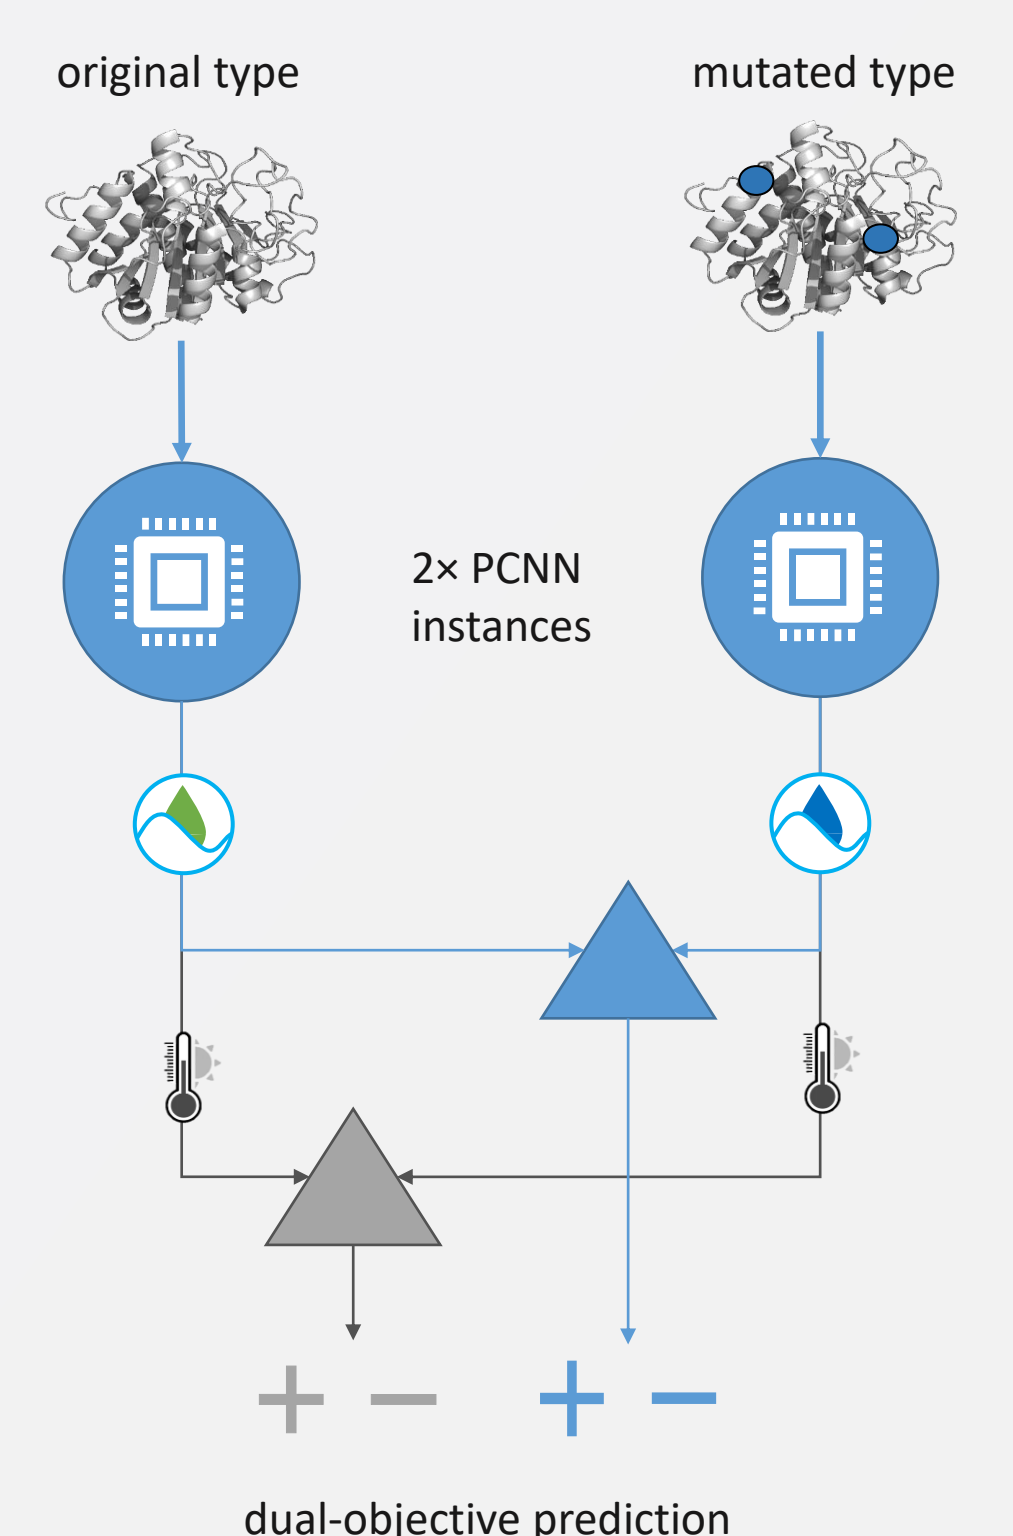 original type
mutated type
2× PCNN
instances
dual-objective prediction